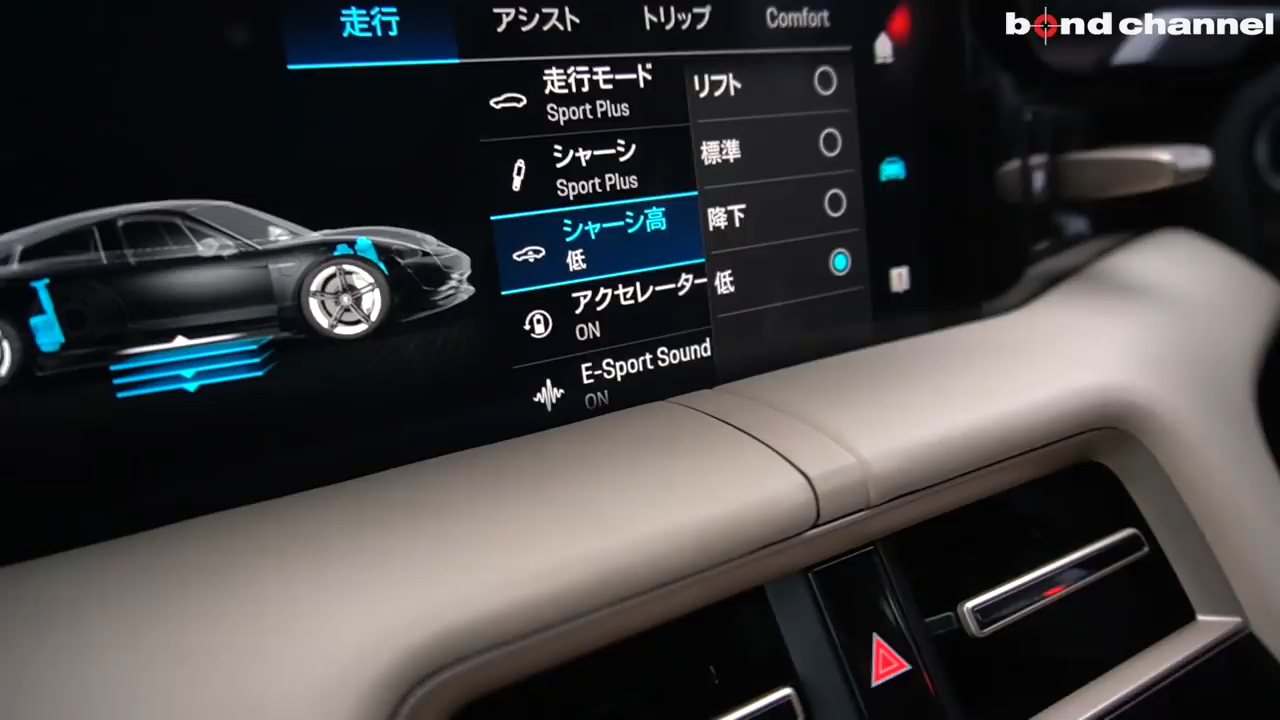 bond channel
走行 アシスト トリップ Comfort
走行モード
Sport Plus
シャーシ
Sport Plus
シャーシ高
低
アクセレーター
ON
E-Sport Sound
ON
リフト
標準
降下
低